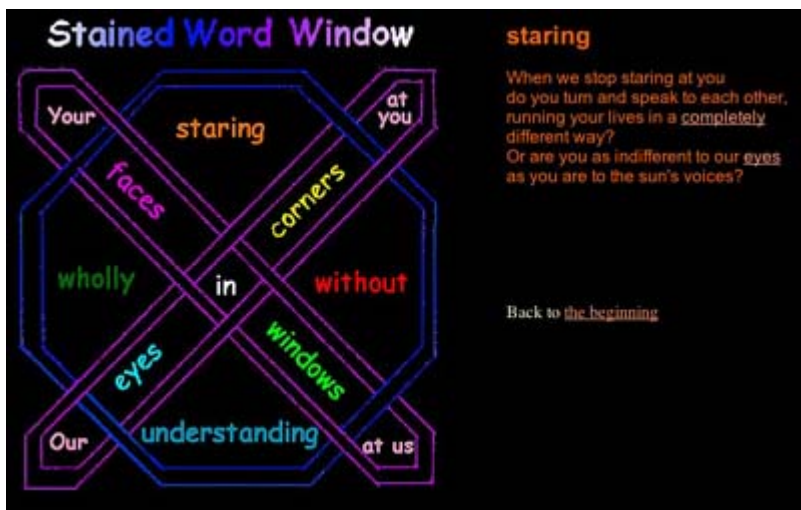 Stained Word Window
Your
at
you
staring
faces
corners
wholly
in
without
eyes
windows
Our
understanding
at us
staring
When we stop staring at you
do you turn and speak to each other,
running your lives in a completely
different way?
Or are you as indifferent to our eyes
as you are to the sun's voices?
Back to the beginning